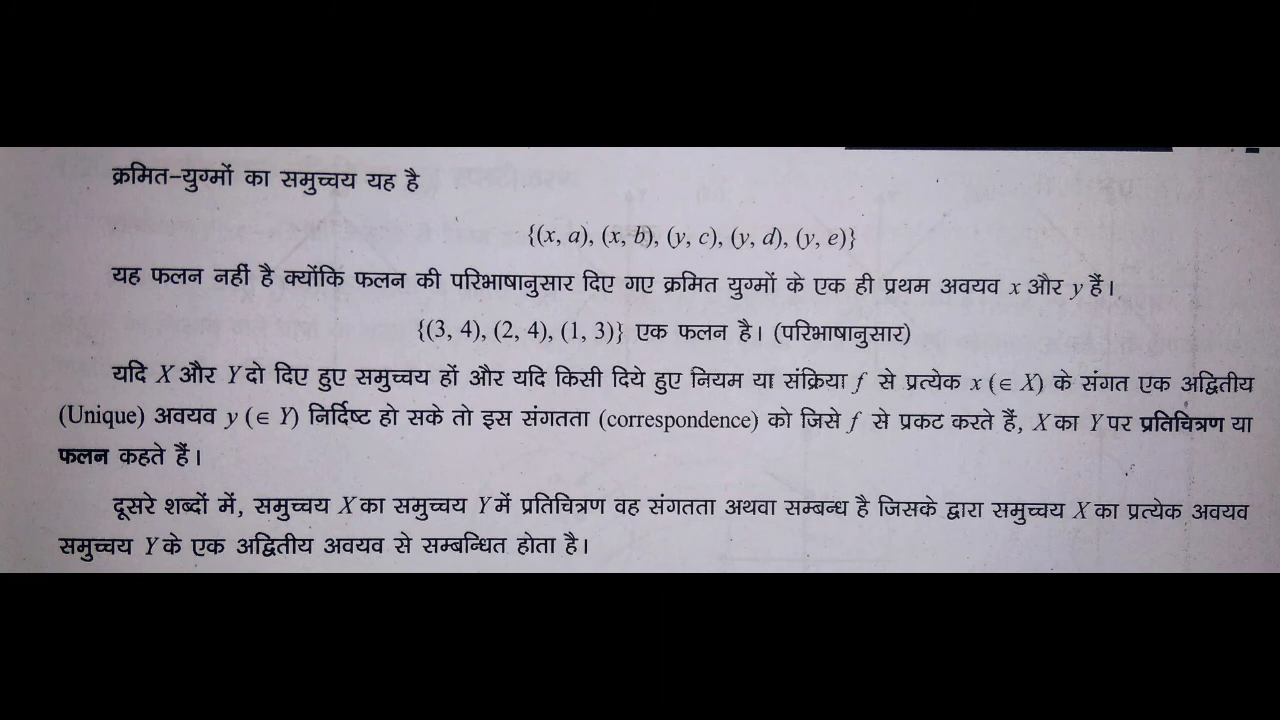 क्रमित-युग्मों का समुच्चय यह है
{(x, a), (x, b), (y, c), (y, d), (y, e)}
यह फलन नहीं है क्योंकि फलन की परिभाषानुसार दिए गए क्रमित युग्मों के एक ही प्रथम अवयव x और y हैं।
{(3, 4), (2, 4), (1, 3)} एक फलन है। (परिभाषानुसार)
यदि X और Y दो दिए हुए समुच्चय हों और यदि किसी दिये हुए नियम या संक्रिया f से प्रत्येक x (∈ X) के संगत एक अद्वितीय
(Unique) अवयव y (∈ Y) निर्दिष्ट हो सके तो इस संगतता (correspondence) को जिसे f से प्रकट करते हैं, X का Y पर प्रतिचित्रण या
फलन कहते हैं।
दूसरे शब्दों में, समुच्चय X का समुच्चय Y में प्रतिचित्रण वह संगतता अथवा सम्बन्ध है जिसके द्वारा समुच्चय X का प्रत्येक अवयव
समुच्चय Y के एक अद्वितीय अवयव से सम्बन्धित होता है।